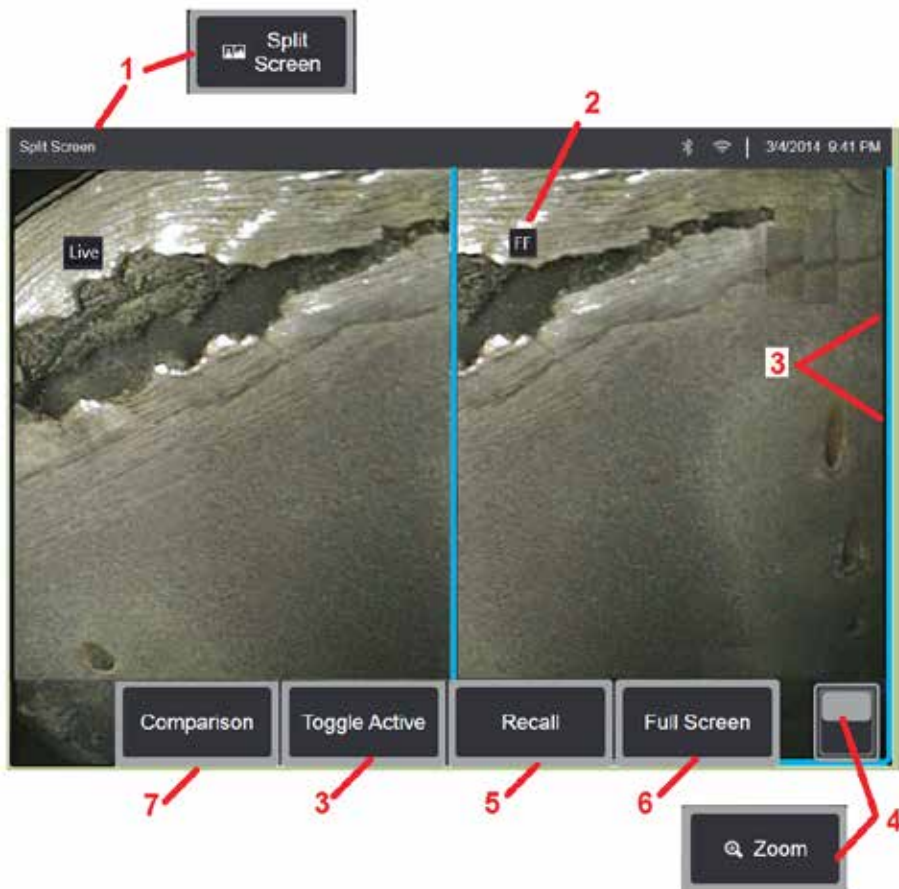 Split
Screen
1
2
Split Screen
3/4/2014 9:41 PM
Live
FF
3
Comparison
Toggle Active
Recall
Full Screen
7
3
5
6
4
Zoom